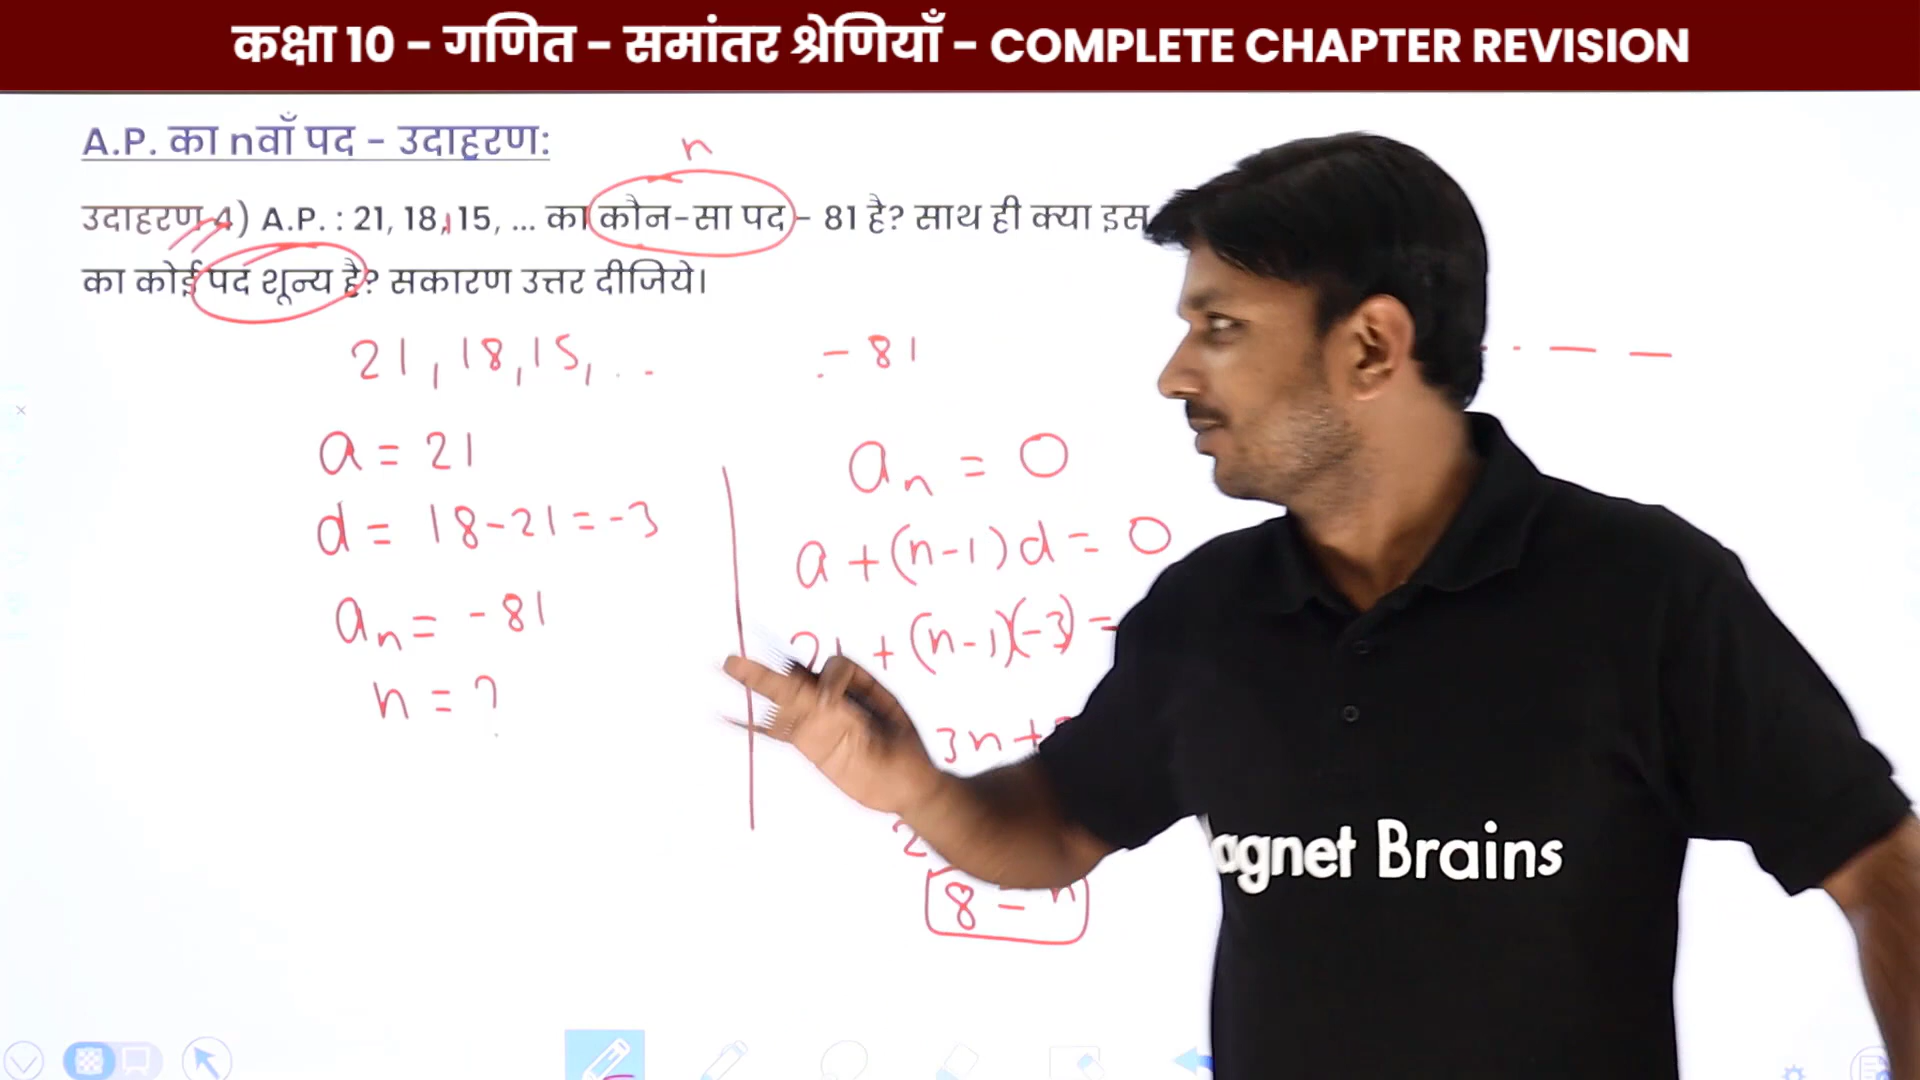 कक्षा 10 – गणित – समांतर श्रेणियाँ – COMPLETE CHAPTER REVISION
A.P. का nवाँ पद – उदाहरण:
n
उदाहरण 4) A.P. : 21, 18, 15, ... का कौन-सा पद – 81 है? साथ ही क्या इस
का कोई पद शून्य है? सकारण उत्तर दीजिये।
21, 18, 15, .. . – 81
a = 21
d = 18-21 = -3
an = -81
n = ?
an = 0
a + (n-1) d = 0
21 + (n-1)(-3) =
3n +
2
8 = n
agnet Brains